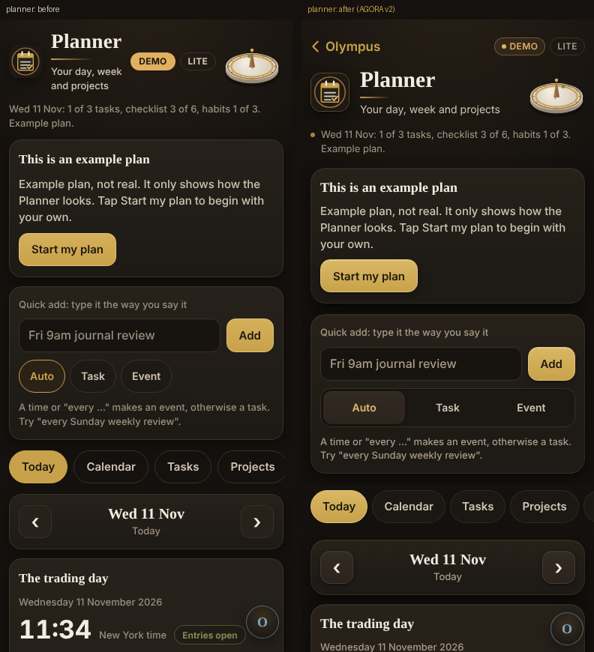 planner: before
Planner
Your day, week
and projects
DEMO
LITE
Wed 11 Nov: 1 of 3 tasks, checklist 3 of 6, habits 1 of 3.
Example plan.
This is an example plan
Example plan, not real. It only shows how the
Planner looks. Tap Start my plan to begin with
your own.
Start my plan
Quick add: type it the way you say it
Fri 9am journal review
Add
Auto
Task
Event
A time or "every ..." makes an event, otherwise a task.
Try "every Sunday weekly review".
Today
Calendar
Tasks
Projects
‹
Wed 11 Nov
Today
›
The trading day
Wednesday 11 November 2026
11:34 New York time
Entries open
O
planner: after (AGORA v2)
‹ Olympus
• DEMO
LITE
Planner
Your day, week and projects
• Wed 11 Nov: 1 of 3 tasks, checklist 3 of 6, habits 1 of 3.
Example plan.
This is an example plan
Example plan, not real. It only shows how the
Planner looks. Tap Start my plan to begin with
your own.
Start my plan
Quick add: type it the way you say it
Fri 9am journal review
Add
Auto
Task
Event
A time or "every ..." makes an event, otherwise a task.
Try "every Sunday weekly review".
Today
Calendar
Tasks
Projects
‹
Wed 11 Nov
Today
›
The trading day
Wednesday 11 November 2026
O